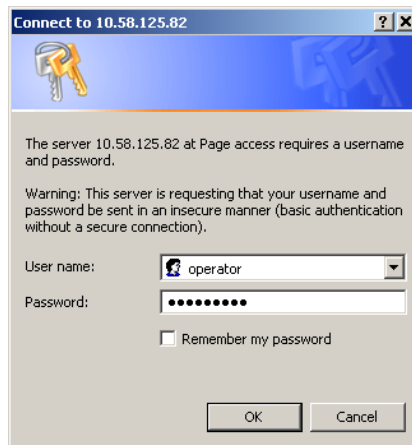 Connect to 10.58.125.82
The server 10.58.125.82 at Page access requires a username
and password.
Warning: This server is requesting that your username and
password be sent in an insecure manner (basic authentication
without a secure connection).
User name:
operator
Password:
●●●●●●●●●
Remember my password
OK
Cancel